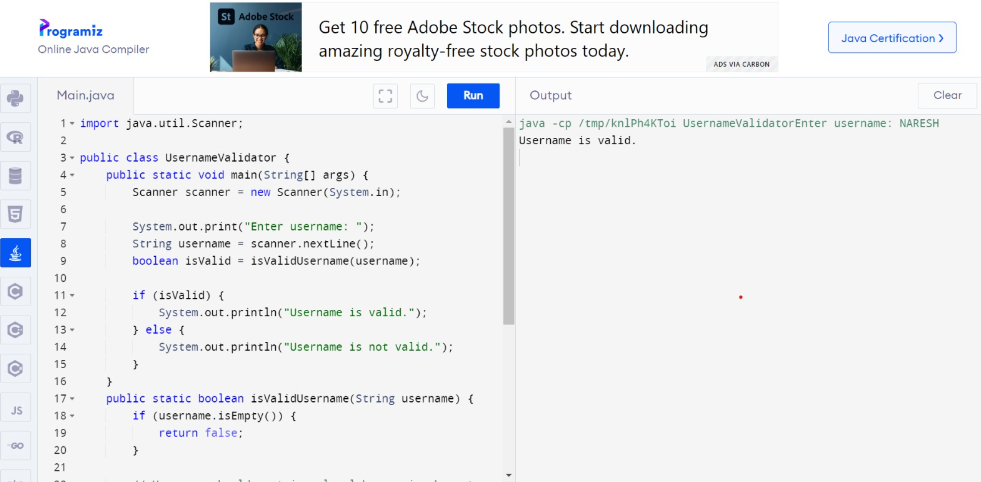 Programiz
Online Java Compiler
St Adobe Stock
Get 10 free Adobe Stock photos. Start downloading
amazing royalty-free stock photos today.
ADS VIA CARBON
Java Certification >
Main.java
Run
Output
Clear
1 import java.util.Scanner;
2
3 public class UsernameValidator {
4 public static void main(String[] args) {
5 Scanner scanner = new Scanner(System.in);
6
7 System.out.print("Enter username: ");
8 String username = scanner.nextLine();
9 boolean isValid = isValidUsername(username);
10
11 if (isValid) {
12 System.out.println("Username is valid.");
13 } else {
14 System.out.println("Username is not valid.");
15 }
16 }
17 public static boolean isValidUsername(String username) {
18 if (username.isEmpty()) {
19 return false;
20 }
21
java -cp /tmp/knlPh4KToi UsernameValidatorEnter username: NARESH
Username is valid.
JS
GO